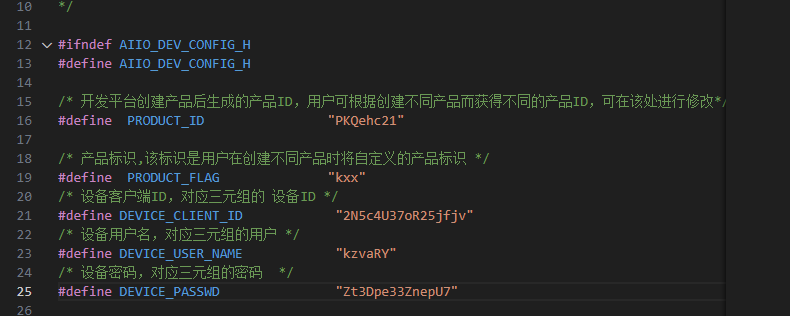 10 */
11
12 #ifndef AIIO_DEV_CONFIG_H
13 #define AIIO_DEV_CONFIG_H
14
15 /* 开发平台创建产品后生成的产品ID，用户可根据创建不同产品而获得不同的产品ID，可在该处进行修改*/
16 #define  PRODUCT_ID                "PKQehc21"
17
18 /* 产品标识,该标识是用户在创建不同产品时将自定义的产品标识 */
19 #define  PRODUCT_FLAG              "kxx"
20 /* 设备客户端ID，对应三元组的 设备ID */
21 #define DEVICE_CLIENT_ID            "2N5c4U37oR25jfjv"
22 /* 设备用户名，对应三元组的用户 */
23 #define DEVICE_USER_NAME            "kzvaRY"
24 /* 设备密码，对应三元组的密码  */
25 #define DEVICE_PASSWD               "Zt3Dpe33ZnepU7"
26